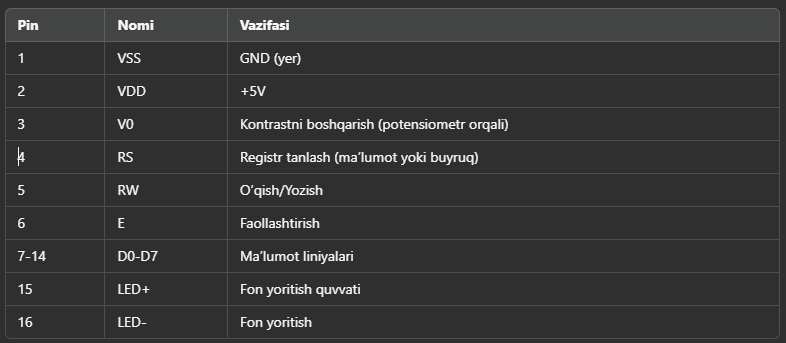 Pin Nomi Vazifasi
1 VSS GND (yer)
2 VDD +5V
3 V0 Kontrastni boshqarish (potensiometr orqali)
4 RS Registr tanlash (ma’lumot yoki buyruq)
5 RW O‘qish/Yozish
6 E Faollashtirish
7-14 D0-D7 Ma’lumot liniyalari
15 LED+ Fon yoritish quvvati
16 LED- Fon yoritish